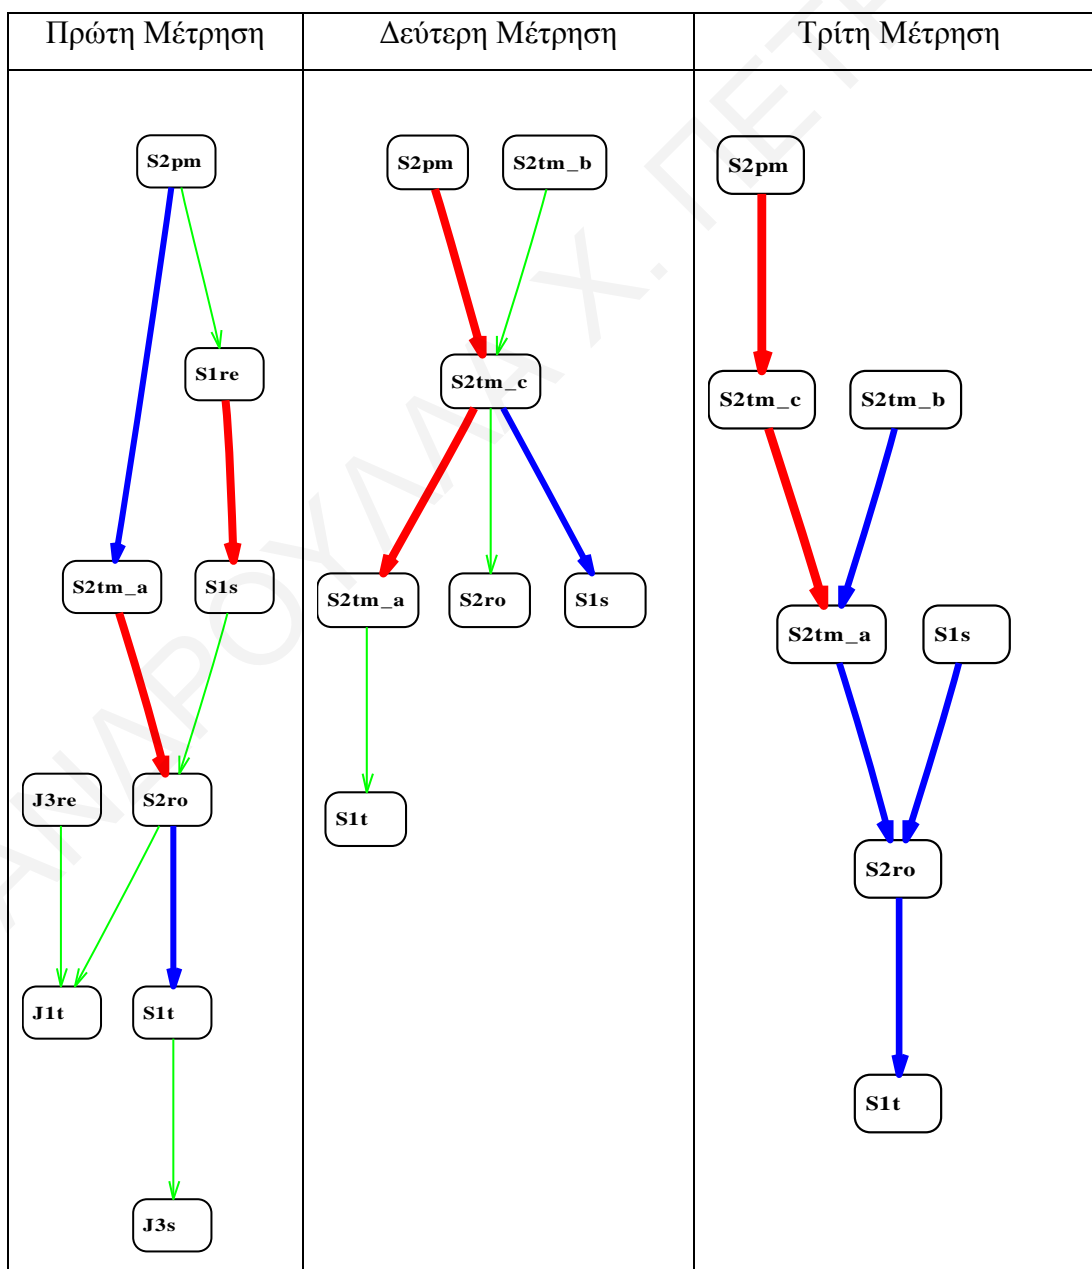 Πρώτη Μέτρηση
Δεύτερη Μέτρηση
Τρίτη Μέτρηση
S2pm
S1re
S2tm_a
S1s
J3re
S2ro
J1t
S1t
J3s
S2pm
S2tm_b
S2tm_c
S2tm_a
S2ro
S1s
S1t
S2pm
S2tm_c
S2tm_b
S2tm_a
S1s
S2ro
S1t